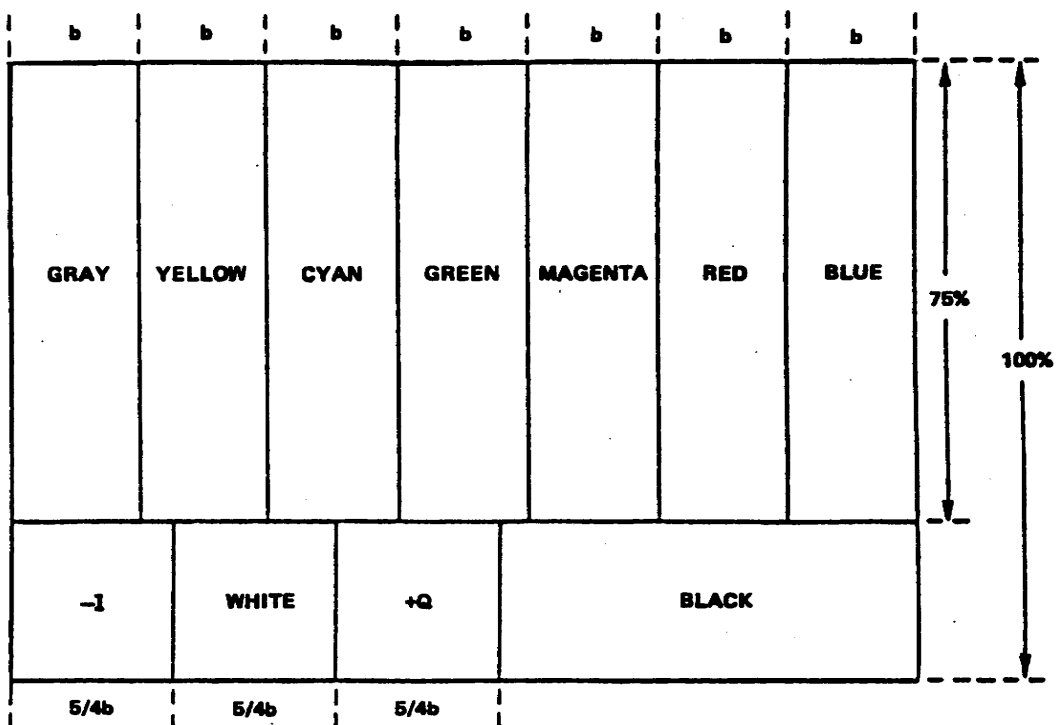 b b b b b b b
GRAY YELLOW CYAN GREEN MAGENTA RED BLUE
75%
100%
–I WHITE +Q BLACK
5/4b 5/4b 5/4b